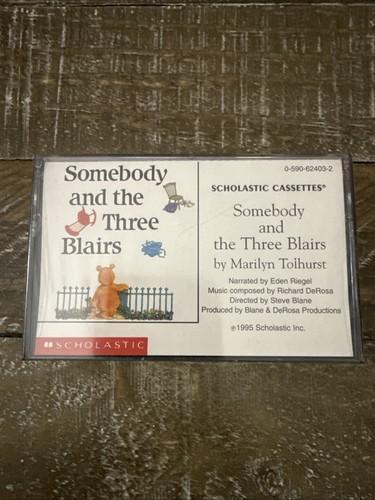 Somebody
and the
Three
Blairs
SCHOLASTIC
0-590-62403-2
SCHOLASTIC CASSETTES®
Somebody
and
the Three Blairs
by Marilyn Tolhurst
Narrated by Eden Riegel
Music composed by Richard DeRosa
Directed by Steve Blane
Produced by Blane & DeRosa Productions
℗1995 Scholastic Inc.